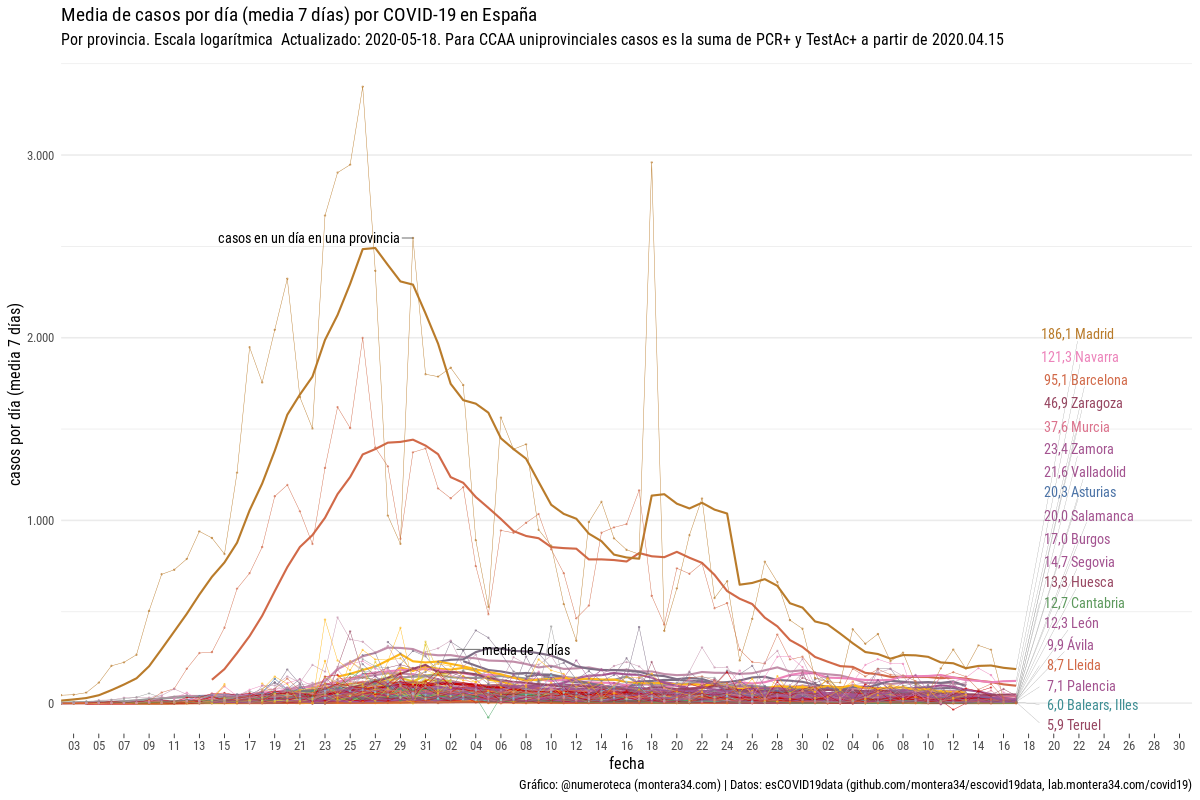 Media de casos por día (media 7 días) por COVID-19 en España
Por provincia. Escala logarítmica  Actualizado: 2020-05-18. Para CCAA uniprovinciales casos es la suma de PCR+ y TestAc+ a partir de 2020.04.15
casos por día (media 7 días)
3.000
2.000
1.000
0
casos en un día en una provincia
media de 7 días
186,1 Madrid
121,3 Navarra
95,1 Barcelona
46,9 Zaragoza
37,6 Murcia
23,4 Zamora
21,6 Valladolid
20,3 Asturias
20,0 Salamanca
17,0 Burgos
14,7 Segovia
13,3 Huesca
12,7 Cantabria
12,3 León
9,9 Ávila
8,7 Lleida
7,1 Palencia
6,0 Balears, Illes
5,9 Teruel
03 05 07 09 11 13 15 17 19 21 23 25 27 29 31 02 04 06 08 10 12 14 16 18 20 22 24 26 28 30 02 04 06 08 10 12 14 16 18 20 22 24 26 28 30
fecha
Gráfico: @numeroteca (montera34.com) | Datos: esCOVID19data (github.com/montera34/escovid19data, lab.montera34.com/covid19)